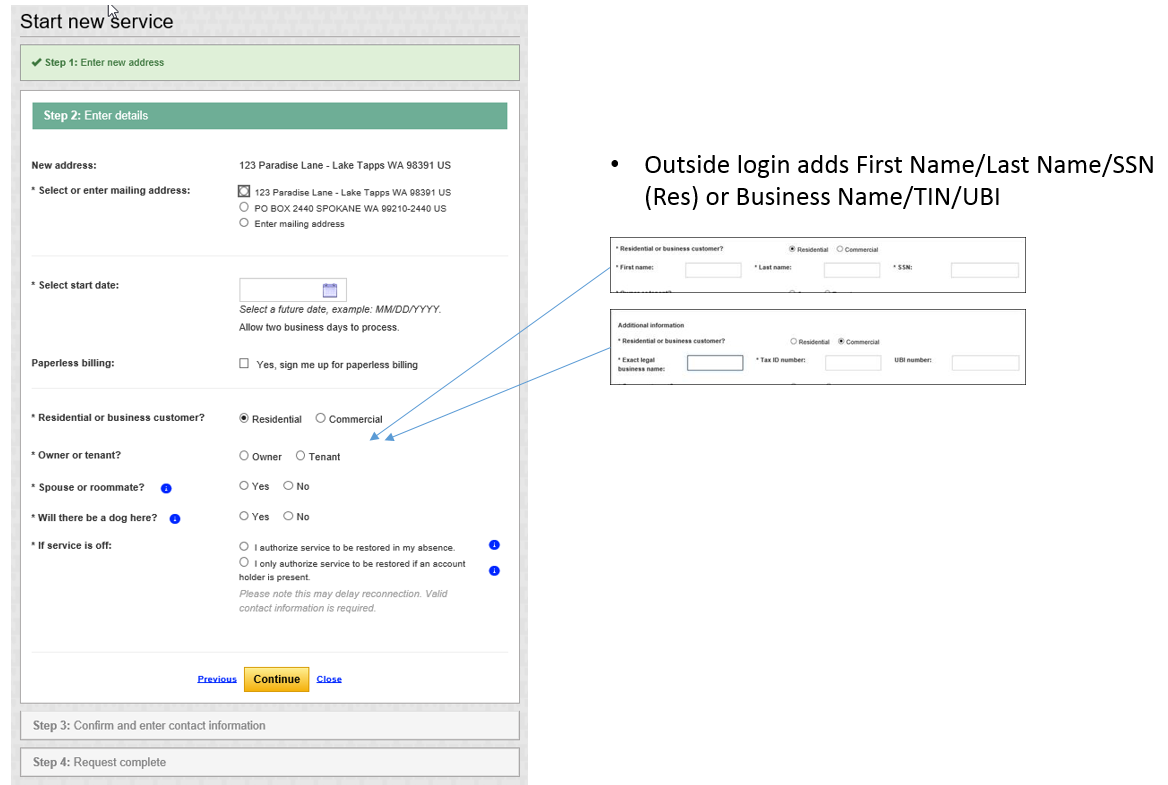 Start new service
✔ Step 1: Enter new address
Step 2: Enter details
New address: 123 Paradise Lane - Lake Tapps WA 98391 US
* Select or enter mailing address: 123 Paradise Lane - Lake Tapps WA 98391 US
PO BOX 2440 SPOKANE WA 99210-2440 US
Enter mailing address
* Select start date:
Select a future date, example: MM/DD/YYYY.
Allow two business days to process.
Paperless billing: Yes, sign me up for paperless billing
* Residential or business customer? Residential Commercial
* Owner or tenant? Owner Tenant
* Spouse or roommate? Yes No
* Will there be a dog here? Yes No
* If service is off: I authorize service to be restored in my absence.
I only authorize service to be restored if an account
holder is present.
Please note this may delay reconnection. Valid
contact information is required.
Previous Continue Close
Step 3: Confirm and enter contact information
Step 4: Request complete
• Outside login adds First Name/Last Name/SSN
(Res) or Business Name/TIN/UBI
* Residential or business customer? Residential Commercial
* First name: * Last name: * SSN:
Additional information
* Residential or business customer? Residential Commercial
* Exact legal * Tax ID number: UBI number:
business name: